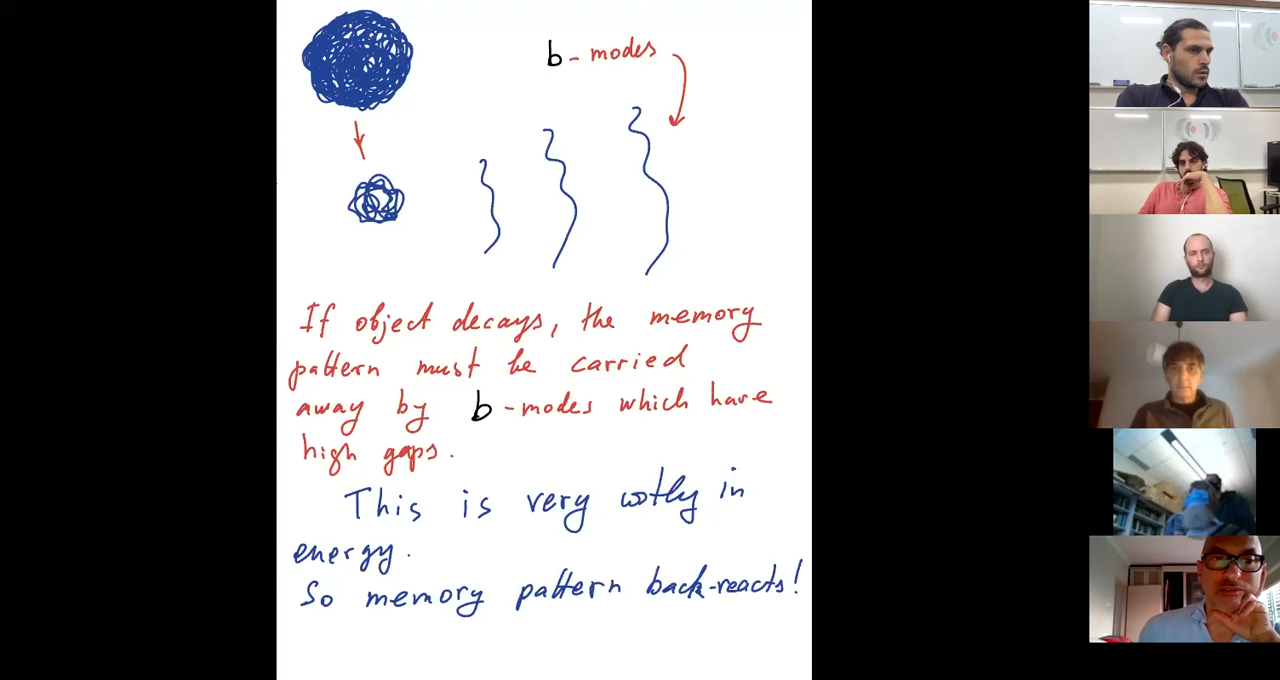 b - modes
If object decays, the memory
pattern must be carried
away by b - modes which have
high gaps.
This is very costly in
energy.
So memory pattern back-reacts!